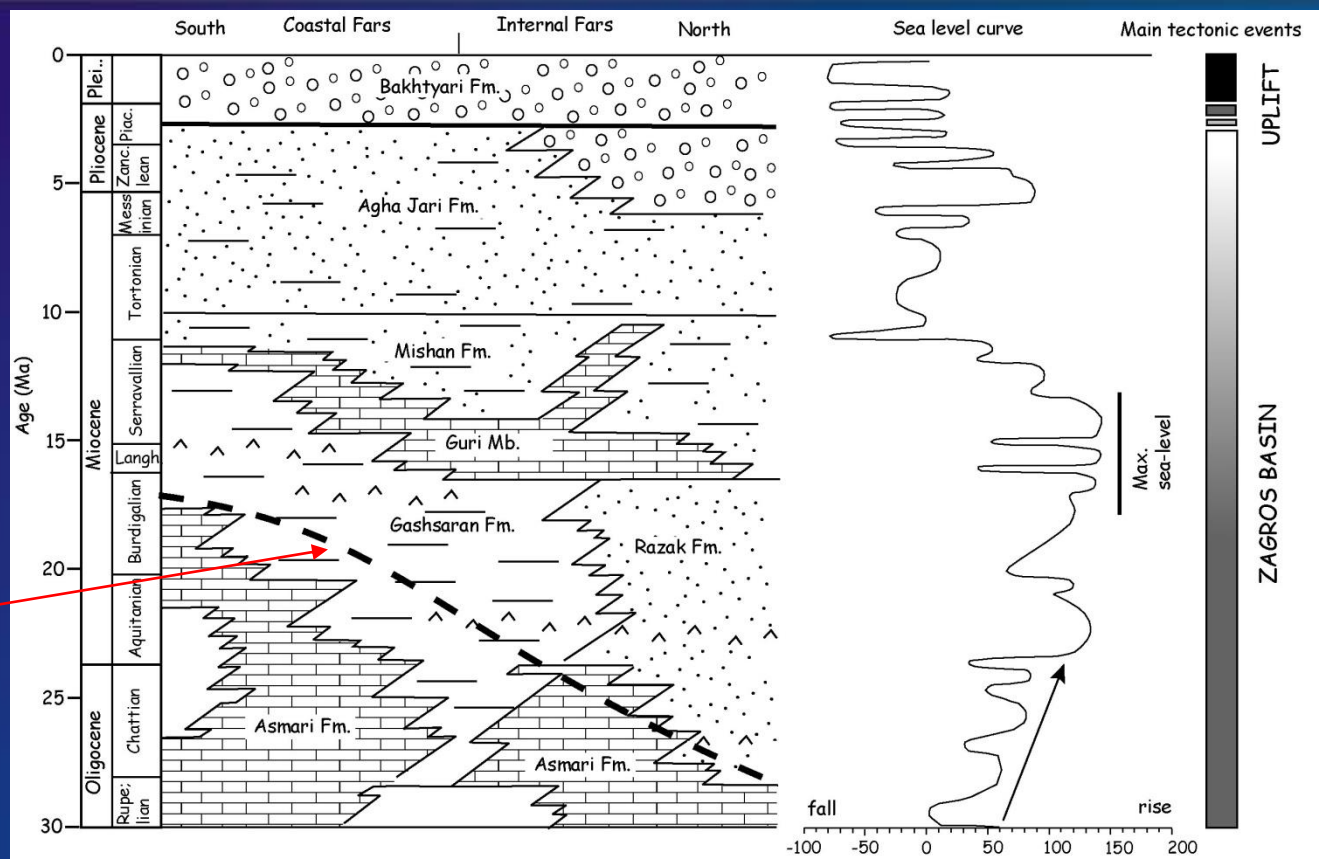 South Coastal Fars Internal Fars North
Sea level curve
Main tectonic events
Age (Ma)
0
5
10
15
20
25
30
Plei..
Pliocene
Miocene
Oligocene
Piac.
Zanc.
lean
Mess
inian
Tortonian
Serravallian
Langh.
Burdigalian
Aquitanian
Chattian
Rupe;
lian
Bakhtyari Fm.
Agha Jari Fm.
Mishan Fm.
Guri Mb.
Gashsaran Fm.
Razak Fm.
Asmari Fm.
Asmari Fm.
Max.
sea-level
fall rise
-100 -50 0 50 100 150 200
UPLIFT
ZAGROS BASIN